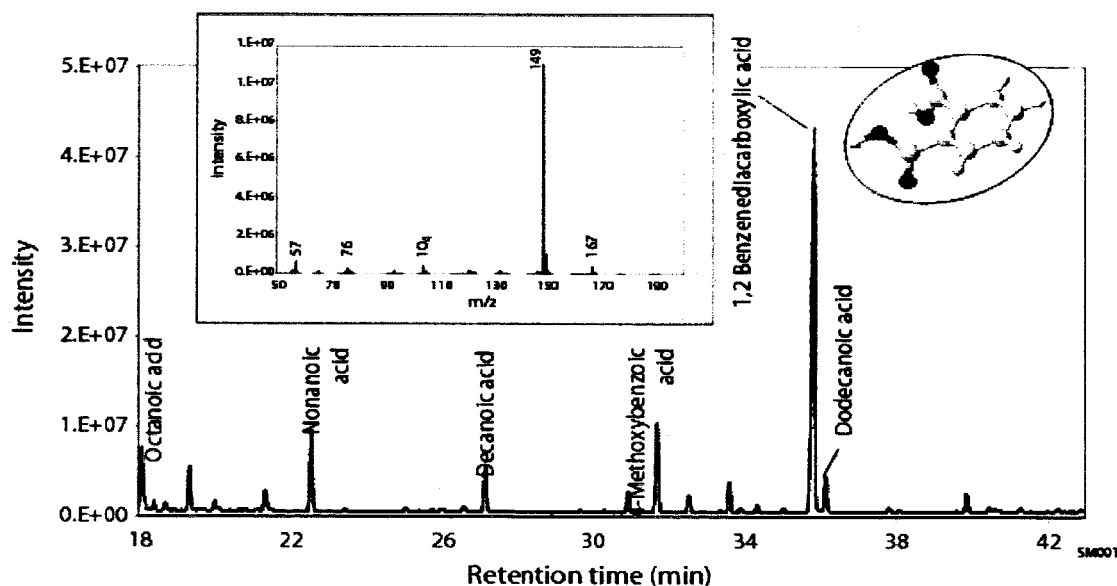 1.E+07
1.E+07
8.E+06
6.E+06
4.E+06
2.E+06
0.E+00
Intensity
57
76
104
149
167
50
70
90
110
130
150
170
190
m/z
5.0E+07
4.E+07
3.E+07
2.E+07
1.E+07
0.E+00
Intensity
Octanoic acid
Nonanoic
acid
Decanoic acid
-Methoxybenzoic
acid
1,2 Benzenedlacarboxylic acid
Dodecanoic acid
18
22
26
30
34
38
42
Retention time (min)
SM001